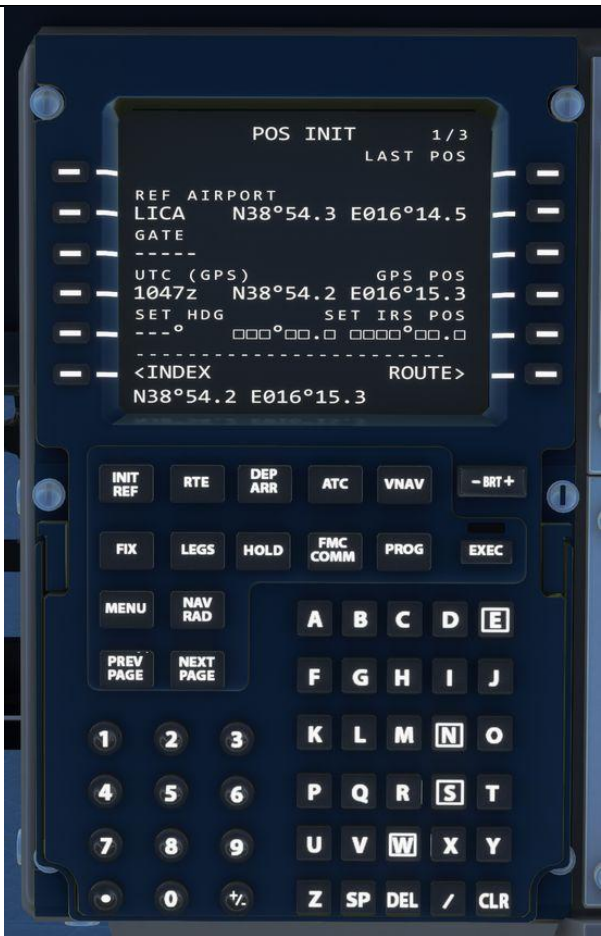 POS INIT 1/3
LAST POS
REF AIRPORT
LICA N38°54.3 E016°14.5
GATE
-----
UTC (GPS) GPS POS
1047z N38°54.2 E016°15.3
SET HDG SET IRS POS
---° □□□°□□.□ □□□□°□□.□
--------------------------
<INDEX ROUTE>
N38°54.2 E016°15.3
INIT REF RTE DEP ARR ATC VNAV - BRT +
FIX LEGS HOLD FMC COMM PROG EXEC
MENU NAV RAD
PREV PAGE NEXT PAGE
A B C D E
F G H I J
1 2 3 K L M N O
4 5 6 P Q R S T
7 8 9 U V W X Y
• 0 +/- Z SP DEL / CLR